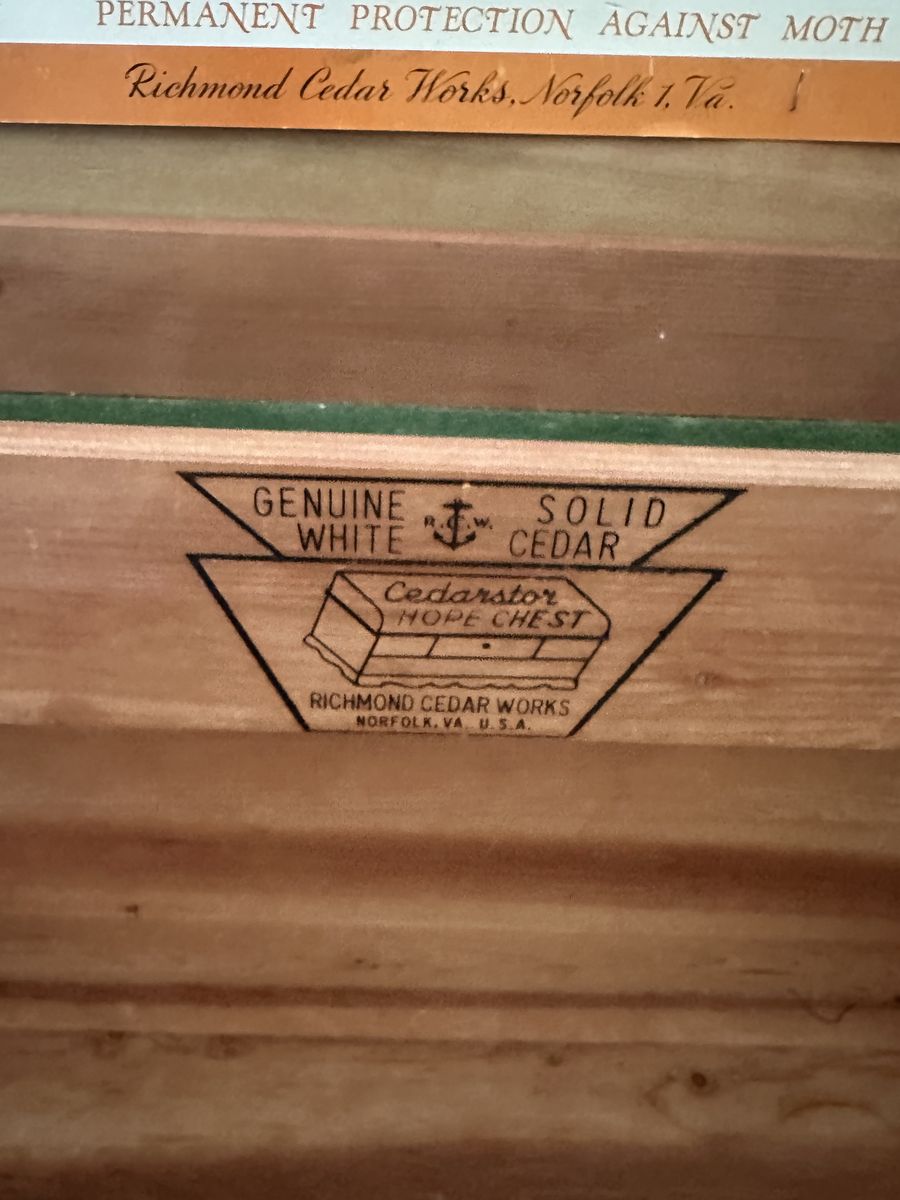 PERMANENT PROTECTION AGAINST MOTH
Richmond Cedar Works, Norfolk 1, Va.
GENUINE SOLID
R. C. W.
WHITE CEDAR
Cedarstor
HOPE CHEST
RICHMOND CEDAR WORKS
NORFOLK, VA. U.S.A.